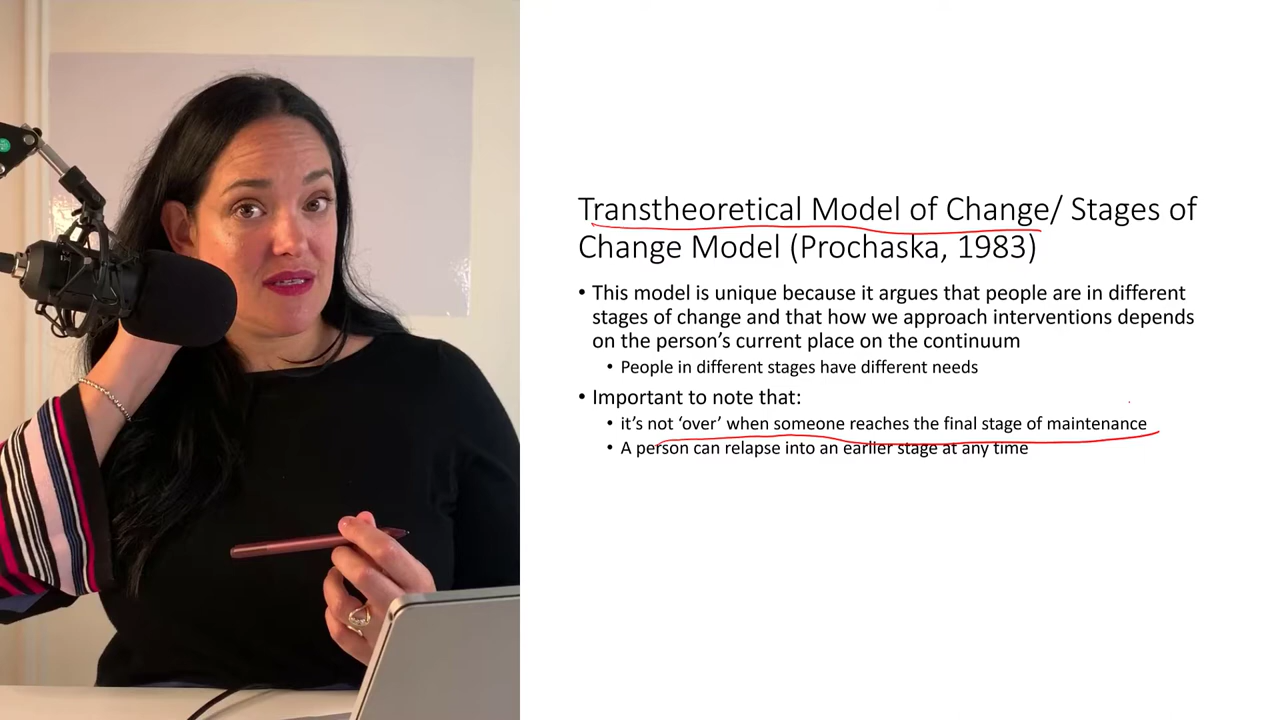 Transtheoretical Model of Change/ Stages of
Change Model (Prochaska, 1983)
• This model is unique because it argues that people are in different
stages of change and that how we approach interventions depends
on the person’s current place on the continuum
• People in different stages have different needs
• Important to note that:
• it’s not ‘over’ when someone reaches the final stage of maintenance
• A person can relapse into an earlier stage at any time